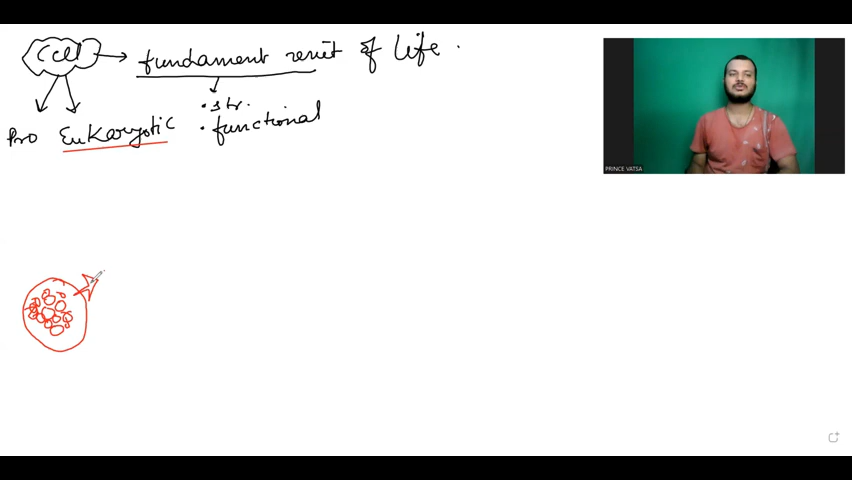 Cell → fundament unit of life.
• str.
Pro Eukaryotic • functional
PRINCE VATSA